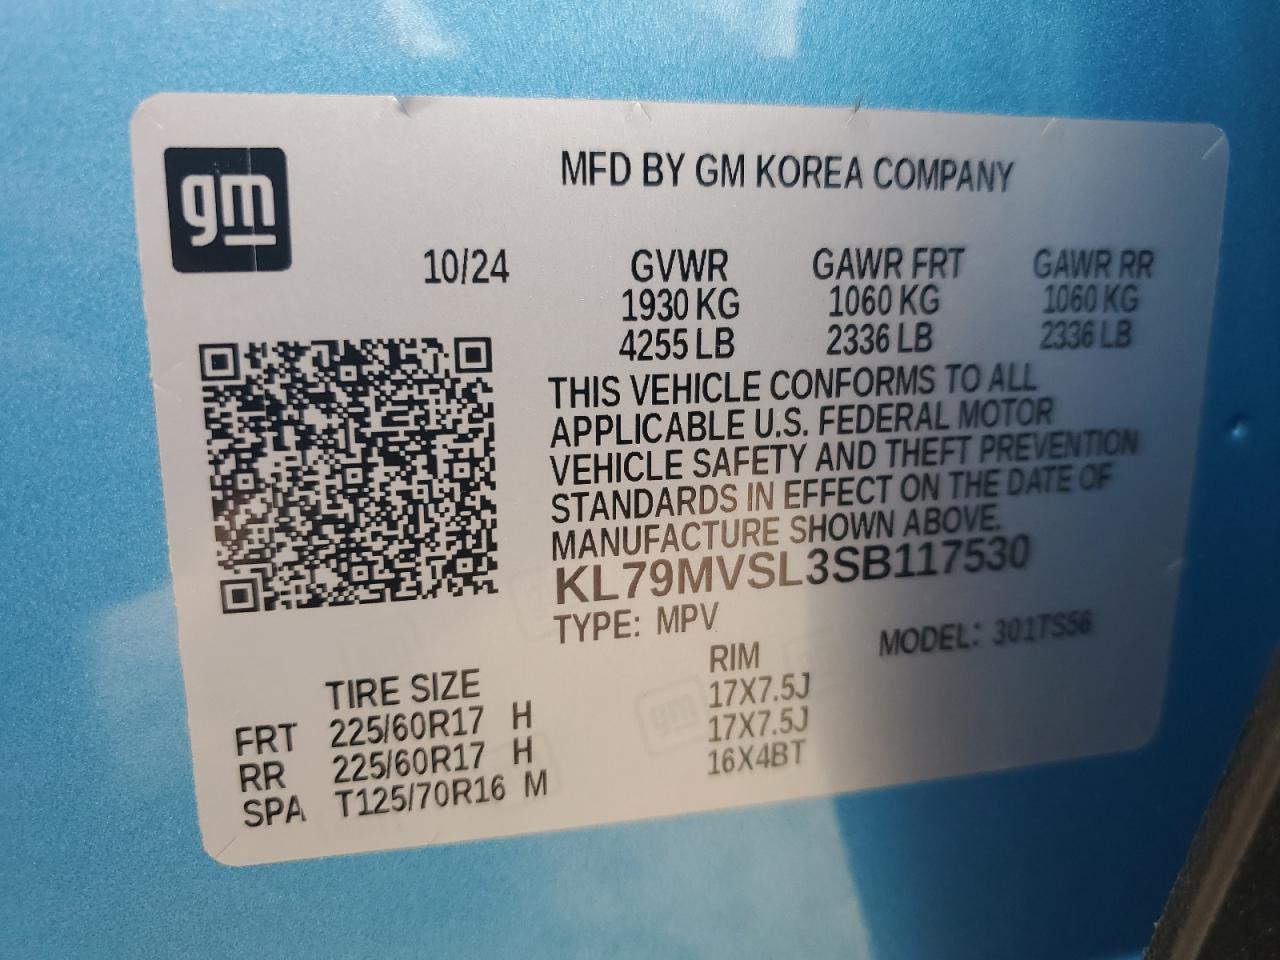 gm
MFD BY GM KOREA COMPANY
10/24 GVWR GAWR FRT GAWR RR
1930 KG 1060 KG 1060 KG
4255 LB 2336 LB 2336 LB
THIS VEHICLE CONFORMS TO ALL
APPLICABLE U.S. FEDERAL MOTOR
VEHICLE SAFETY AND THEFT PREVENTION
STANDARDS IN EFFECT ON THE DATE OF
MANUFACTURE SHOWN ABOVE.
KL79MVSL3SB117530
TYPE: MPV MODEL: 301TS56
TIRE SIZE RIM
FRT 225/60R17 H 17X7.5J
RR 225/60R17 H 17X7.5J
SPA T125/70R16 M 16X4BT
gm